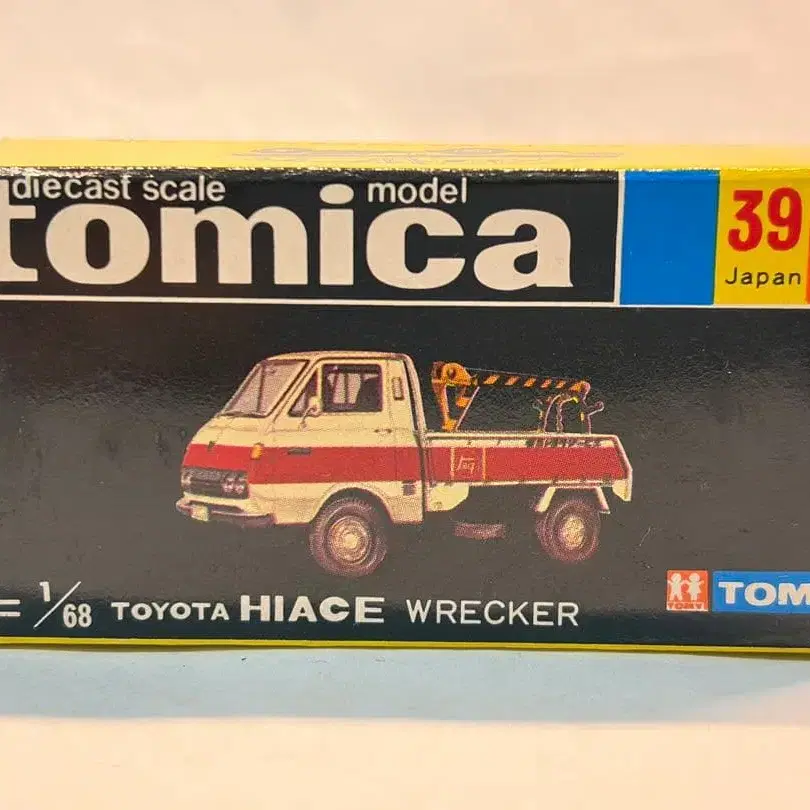 diecast scale model
tomica
39
Japan
= 1/68 TOYOTA HIACE WRECKER
TOMY TOM